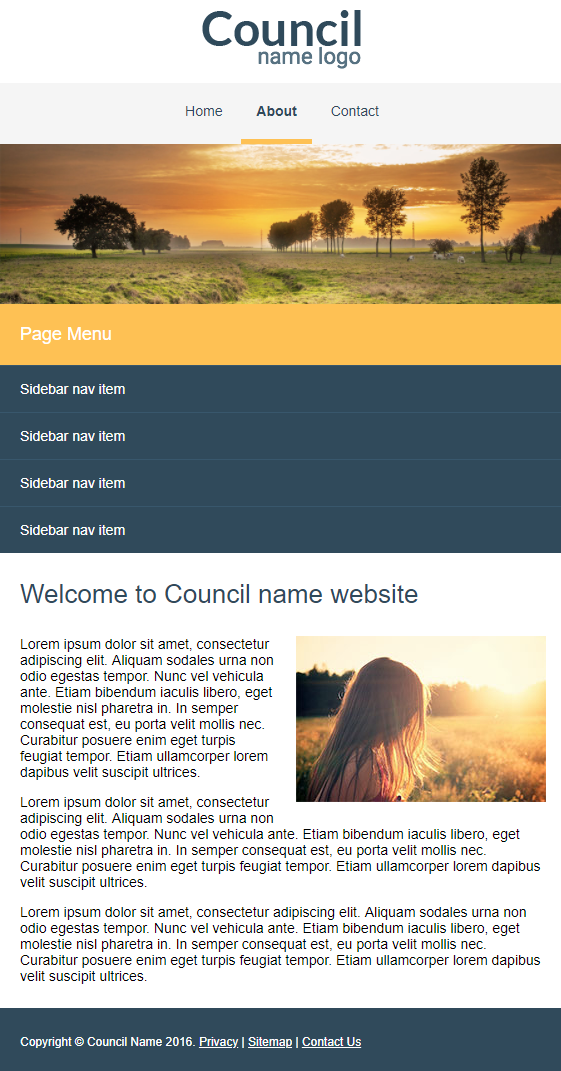 Council
name logo
Home About Contact
Page Menu
Sidebar nav item
Sidebar nav item
Sidebar nav item
Sidebar nav item
Welcome to Council name website
Lorem ipsum dolor sit amet, consectetur
adipiscing elit. Aliquam sodales urna non
odio egestas tempor. Nunc vel vehicula
ante. Etiam bibendum iaculis libero, eget
molestie nisl pharetra in. In semper
consequat est, eu porta velit mollis nec.
Curabitur posuere enim eget turpis
feugiat tempor. Etiam ullamcorper lorem
dapibus velit suscipit ultrices.
Lorem ipsum dolor sit amet, consectetur
adipiscing elit. Aliquam sodales urna non
odio egestas tempor. Nunc vel vehicula ante. Etiam bibendum iaculis libero, eget
molestie nisl pharetra in. In semper consequat est, eu porta velit mollis nec.
Curabitur posuere enim eget turpis feugiat tempor. Etiam ullamcorper lorem dapibus
velit suscipit ultrices.
Lorem ipsum dolor sit amet, consectetur adipiscing elit. Aliquam sodales urna non
odio egestas tempor. Nunc vel vehicula ante. Etiam bibendum iaculis libero, eget
molestie nisl pharetra in. In semper consequat est, eu porta velit mollis nec.
Curabitur posuere enim eget turpis feugiat tempor. Etiam ullamcorper lorem dapibus
velit suscipit ultrices.
Copyright © Council Name 2016. Privacy | Sitemap | Contact Us